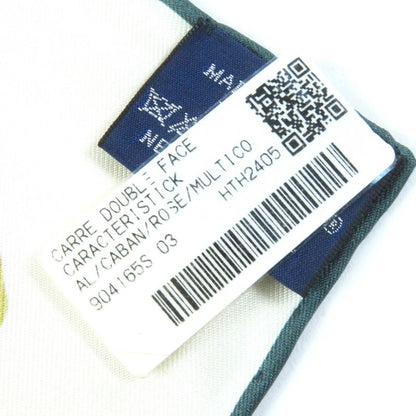 CARRE DOUBLE FACE
CARACTERISTICK
AL/CABAN/ROSE/MULTICO
904165S 03
HTH2405